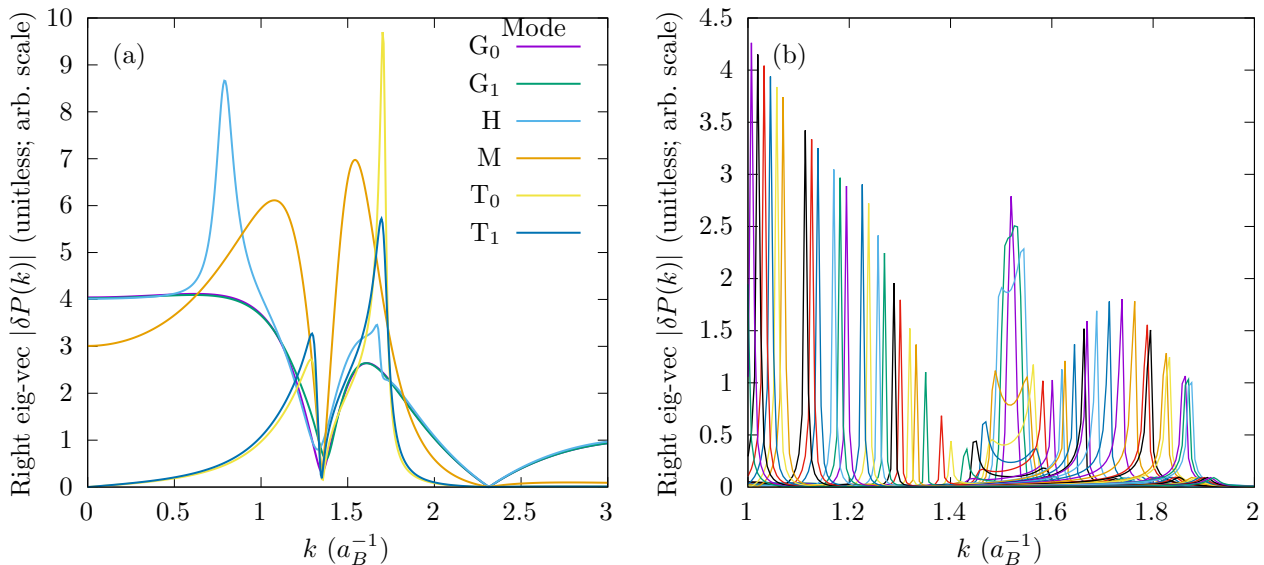 Right eig-vec |δP(k)| (unitless; arb. scale)
10
9
8
7
6
5
4
3
2
1
0
(a)
Mode
G₀
G₁
H
M
T₀
T₁
0
0.5
1
1.5
2
2.5
3
k (a_B^{-1})
Right eig-vec |δP(k)| (unitless; arb. scale)
4.5
4
3.5
3
2.5
2
1.5
1
0.5
0
(b)
1
1.2
1.4
1.6
1.8
2
k (a_B^{-1})